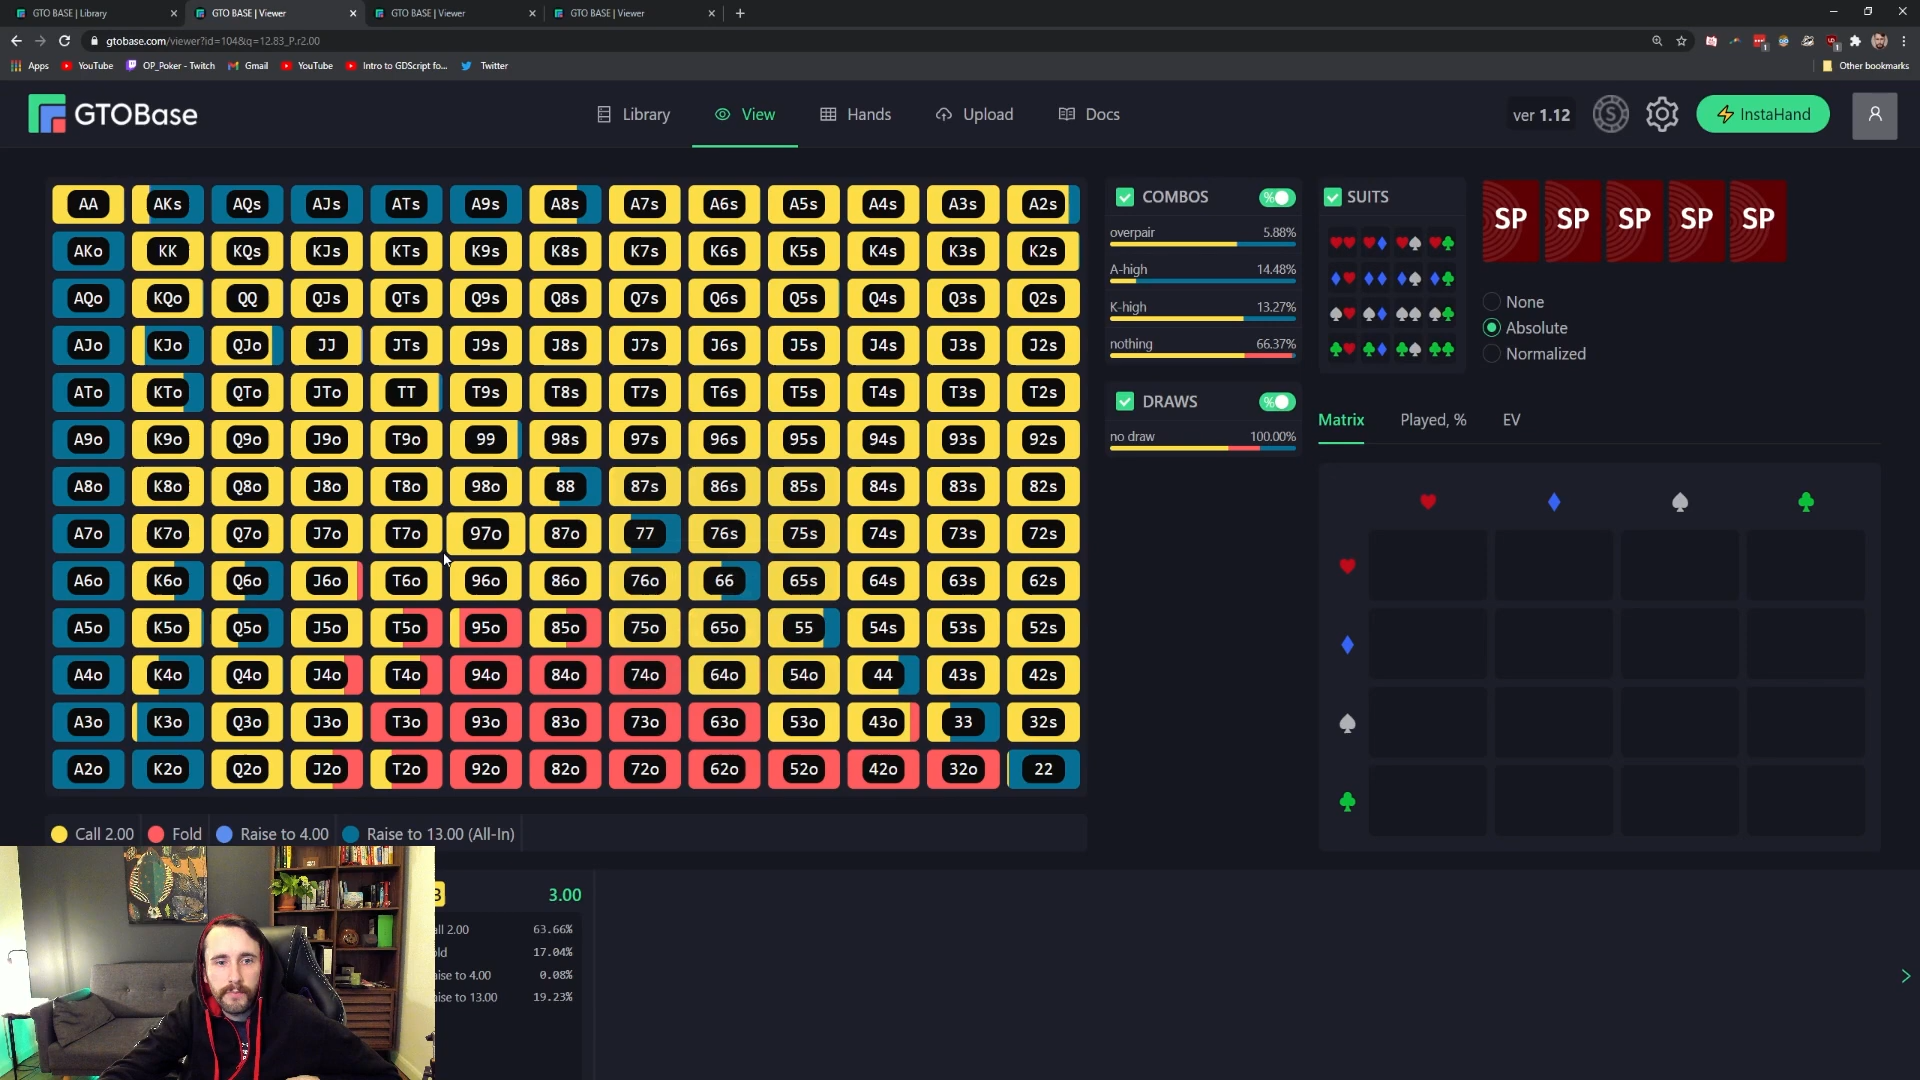 GTO BASE | Library
GTO BASE | Viewer
GTO BASE | Viewer
GTO BASE | Viewer
gtobase.com/viewer?id=104&q=12.83_P.r2.00
Apps YouTube OP_Poker - Twitch Gmail YouTube Intro to GDScript fo... Twitter Other bookmarks
GTOBase Library View Hands Upload Docs ver 1.12 InstaHand
AA AKs AQs AJs ATs A9s A8s A7s A6s A5s A4s A3s A2s
AKo KK KQs KJs KTs K9s K8s K7s K6s K5s K4s K3s K2s
AQo KQo QQ QJs QTs Q9s Q8s Q7s Q6s Q5s Q4s Q3s Q2s
AJo KJo QJo JJ JTs J9s J8s J7s J6s J5s J4s J3s J2s
ATo KTo QTo JTo TT T9s T8s T7s T6s T5s T4s T3s T2s
A9o K9o Q9o J9o T9o 99 98s 97s 96s 95s 94s 93s 92s
A8o K8o Q8o J8o T8o 98o 88 87s 86s 85s 84s 83s 82s
A7o K7o Q7o J7o T7o 97o 87o 77 76s 75s 74s 73s 72s
A6o K6o Q6o J6o T6o 96o 86o 76o 66 65s 64s 63s 62s
A5o K5o Q5o J5o T5o 95o 85o 75o 65o 55 54s 53s 52s
A4o K4o Q4o J4o T4o 94o 84o 74o 64o 54o 44 43s 42s
A3o K3o Q3o J3o T3o 93o 83o 73o 63o 53o 43o 33 32s
A2o K2o Q2o J2o T2o 92o 82o 72o 62o 52o 42o 32o 22
Call 2.00 Fold Raise to 4.00 Raise to 13.00 (All-In)
COMBOS
overpair 5.88%
A-high 14.48%
K-high 13.27%
nothing 66.37%
DRAWS
no draw 100.00%
SUITS
SP SP SP SP SP
None
Absolute
Normalized
Matrix Played, % EV
3.00
all 2.00 63.66%
ld 17.04%
aise to 4.00 0.08%
aise to 13.00 19.23%